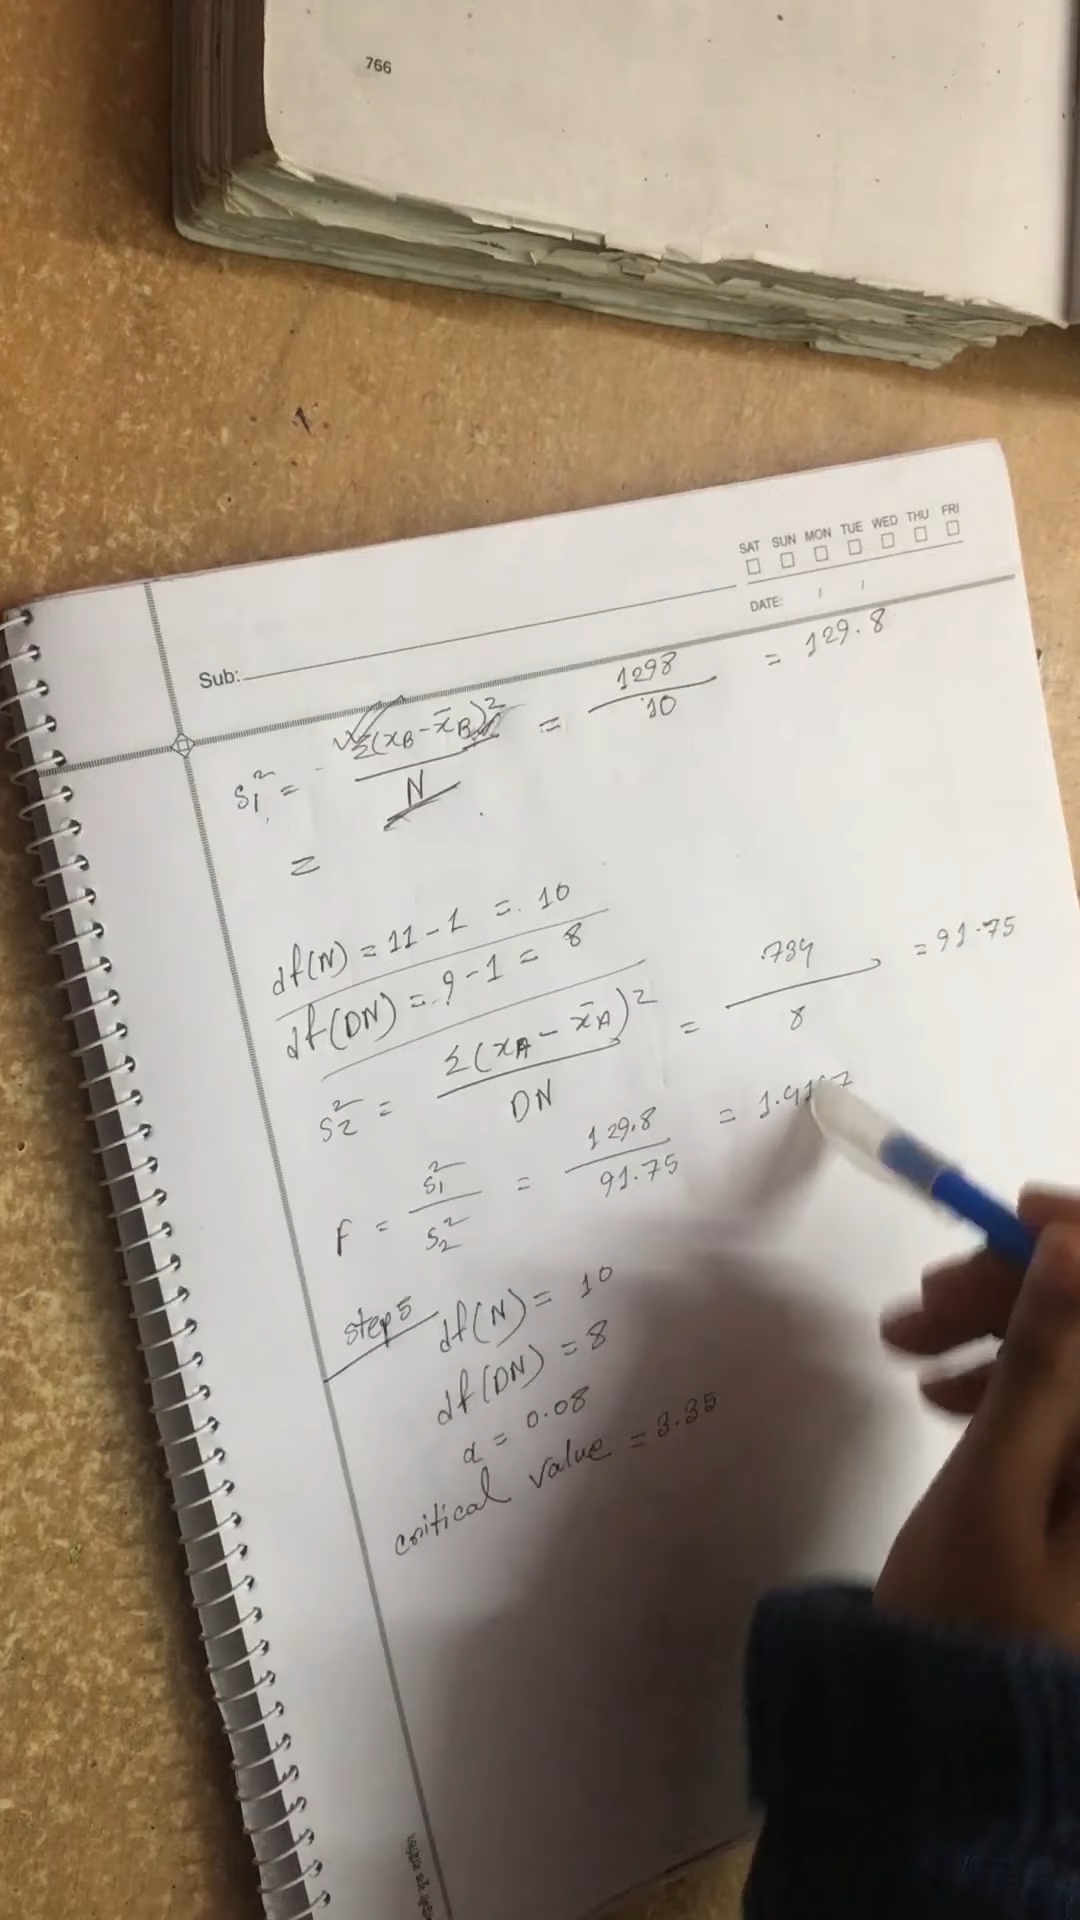 766
SAT SUN MON TUE WED THU FRI
DATE: / /
Sub:
S₁² = Σ(x_B - x̄_B)² / N = 1298 / 10 = 129.8
=
df(N) = 11 - 1 = 10
df(DN) = 9 - 1 = 8
S₂² = Σ(x_A - x̄_A)² / DN = 734 / 8 = 91.75
F = S₁² / S₂² = 129.8 / 91.75
step 5
df(N) = 10
df(DN) = 8
α = 0.08
critical value = 3.35